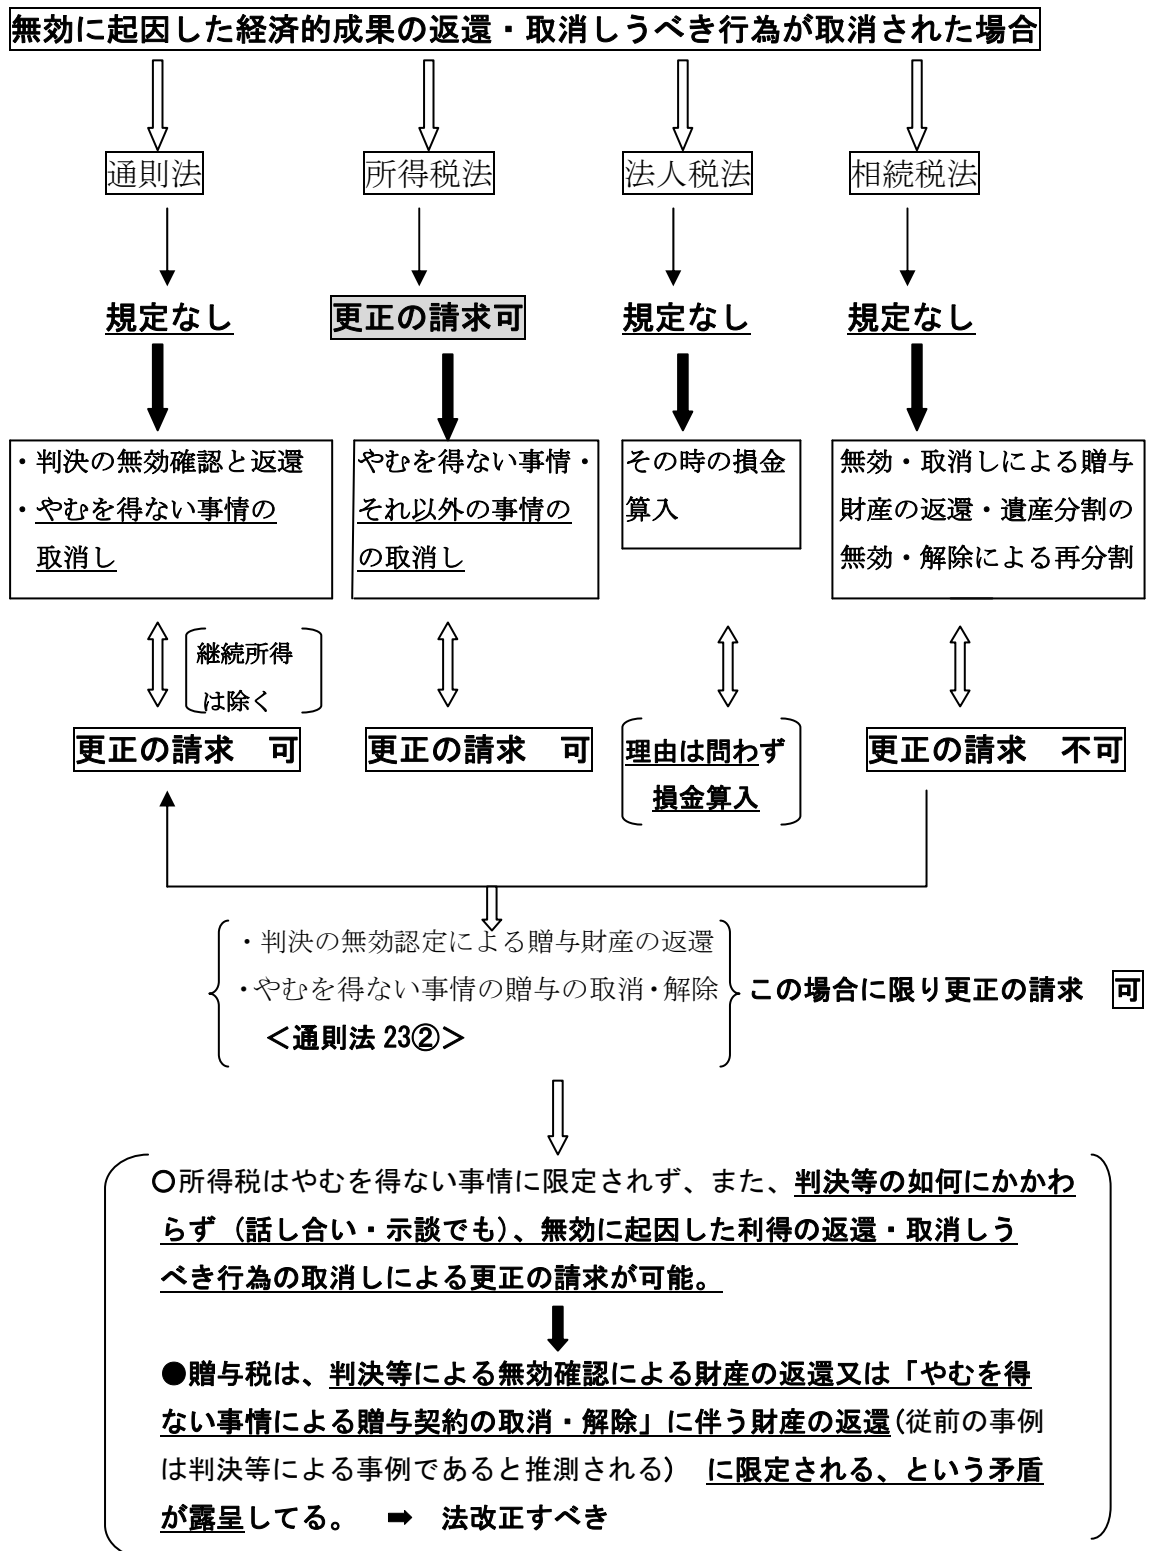 無効に起因した経済的成果の返還・取消しうべき行為が取消された場合
通則法
所得税法
法人税法
相続税法
規定なし
更正の請求可
規定なし
規定なし
・判決の無効確認と返還
・やむを得ない事情の
取消し
やむを得ない事情・
それ以外の事情の
の取消し
その時の損金
算入
無効・取消しによる贈与
財産の返還・遺産分割の
無効・解除による再分割
継続所得
は除く
更正の請求　可
更正の請求　可
理由は問わず
損金算入
更正の請求　不可
・判決の無効認定による贈与財産の返還
・やむを得ない事情の贈与の取消・解除
＜通則法 23②＞
この場合に限り更正の請求　可
○所得税はやむを得ない事情に限定されず、また、判決等の如何にかかわ
らず（話し合い・示談でも）、無効に起因した利得の返還・取消しう
べき行為の取消しによる更正の請求が可能。
●贈与税は、判決等による無効確認による財産の返還又は「やむを得
ない事情による贈与契約の取消・解除」に伴う財産の返還(従前の事例
は判決等による事例であると推測される)　に限定される、という矛盾
が露呈してる。　➡　法改正すべき